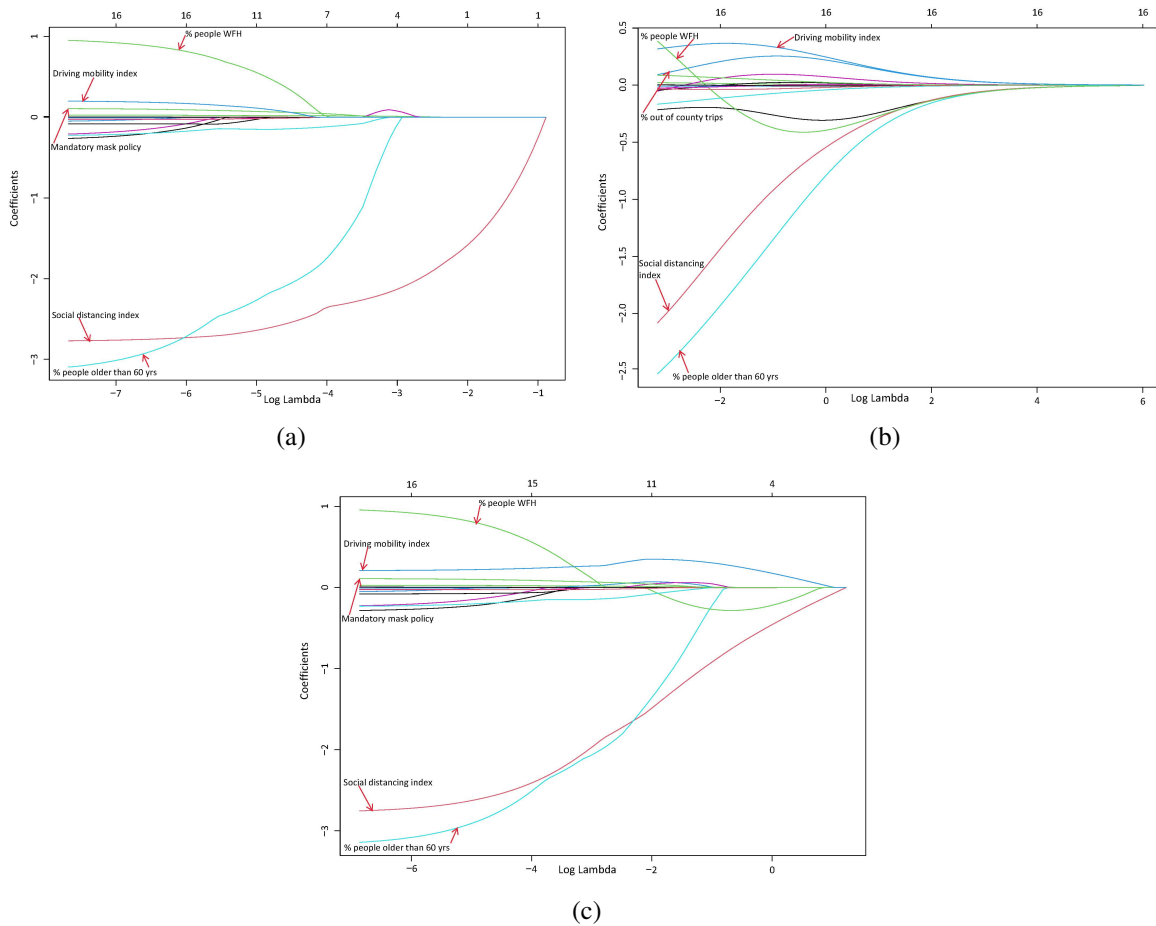 16 16 11 7 4 1 1
% people WFH
Driving mobility index
Mandatory mask policy
Social distancing index
% people older than 60 yrs
Coefficients
1
0
−1
−2
−3
−7 −6 −5 −4 −3 −2 −1
Log Lambda
(a)
16 16 16 16 16
% people WFH
Driving mobility index
% out of county trips
Social distancing
index
% people older than 60 yrs
Coefficients
0.5
0.0
−0.5
−1.0
−1.5
−2.0
−2.5
−2 0 2 4 6
Log Lambda
(b)
16 15 11 4
% people WFH
Driving mobility index
Mandatory mask policy
Social distancing index
% people older than 60 yrs
Coefficients
1
0
−1
−2
−3
−6 −4 −2 0
Log Lambda
(c)